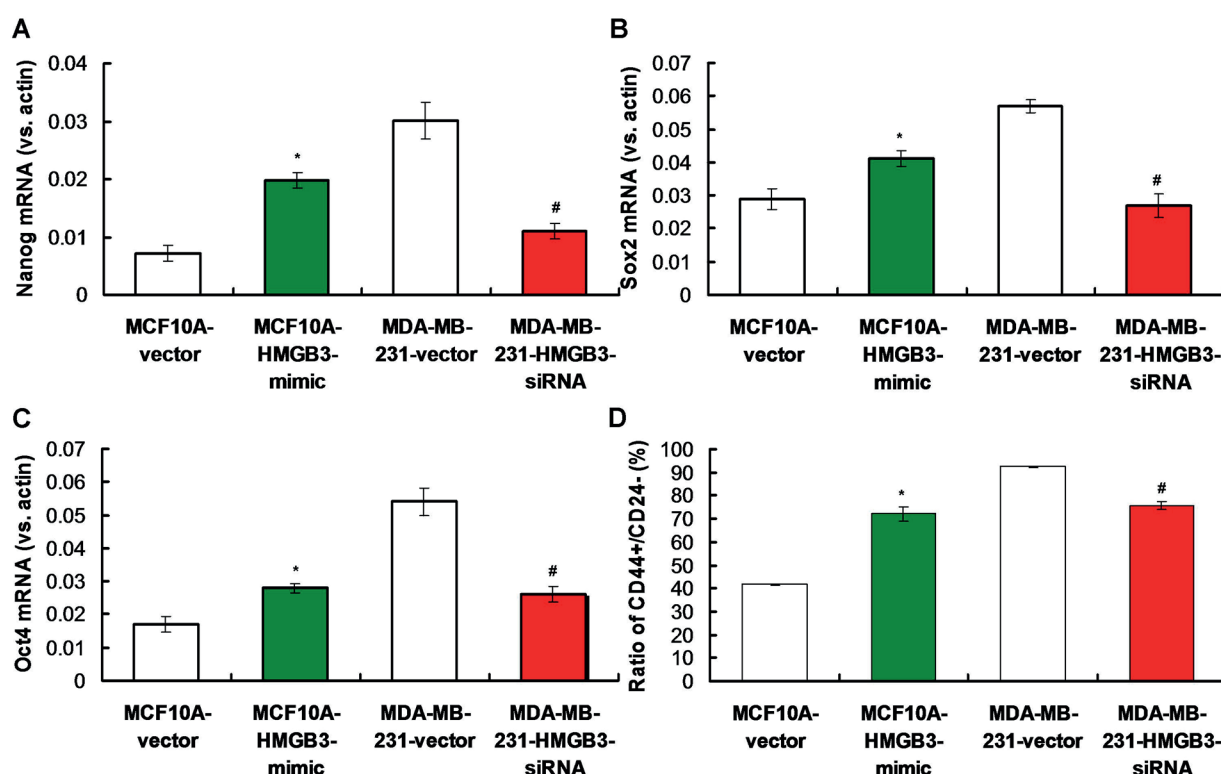 A
Nanog mRNA (vs. actin)
0.04
0.03
0.02
0.01
0
*
#
MCF10A-
vector
MCF10A-
HMGB3-
mimic
MDA-MB-
231-vector
MDA-MB-
231-HMGB3-
siRNA
B
Sox2 mRNA (vs. actin)
0.07
0.06
0.05
0.04
0.03
0.02
0.01
0
*
#
MCF10A-
vector
MCF10A-
HMGB3-
mimic
MDA-MB-
231-vector
MDA-MB-
231-HMGB3-
siRNA
C
Oct4 mRNA (vs. actin)
0.07
0.06
0.05
0.04
0.03
0.02
0.01
0
*
#
MCF10A-
vector
MCF10A-
HMGB3-
mimic
MDA-MB-
231-vector
MDA-MB-
231-HMGB3-
siRNA
D
Ratio of CD44+/CD24- (%)
100
90
80
70
60
50
40
30
20
10
0
*
#
MCF10A-
vector
MCF10A-
HMGB3-
mimic
MDA-MB-
231-vector
MDA-MB-
231-HMGB3-
siRNA